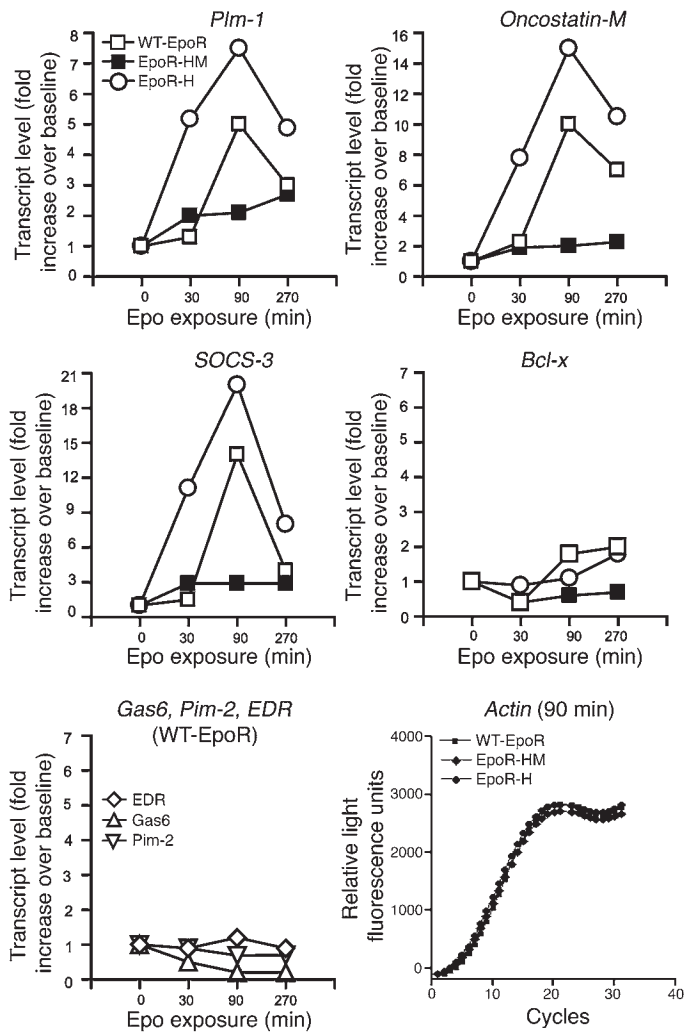 Plm-1
8
7
6
5
4
3
2
1
0
WT-EpoR
EpoR-HM
EpoR-H
Transcript level (fold
increase over baseline)
0 30 90 270
Epo exposure (min)
Oncostatin-M
16
14
12
10
8
6
4
2
0
Transcript level (fold
increase over baseline)
0 30 90 270
Epo exposure (min)
SOCS-3
21
18
15
12
9
6
3
0
Transcript level (fold
increase over baseline)
0 30 90 270
Epo exposure (min)
Bcl-x
7
6
5
4
3
2
1
0
Transcript level (fold
increase over baseline)
0 30 90 270
Epo exposure (min)
Gas6, Pim-2, EDR
(WT-EpoR)
7
6
5
4
3
2
1
0
EDR
Gas6
Pim-2
Transcript level (fold
increase over baseline)
0 30 90 270
Epo exposure (min)
Actin (90 min)
4000
3000
2000
1000
0
WT-EpoR
EpoR-HM
EpoR-H
Relative light
fluorescence units
0 10 20 30 40
Cycles